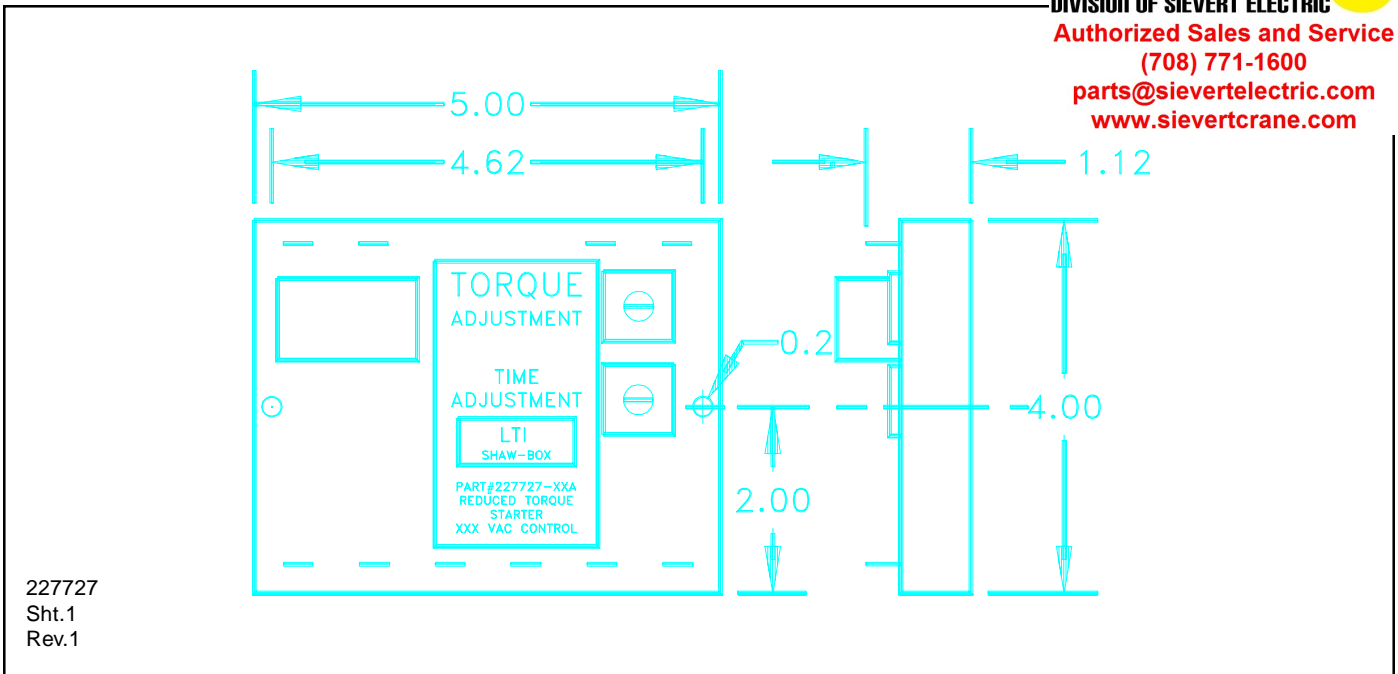 DIVISION OF SIEVERT ELECTRIC
Authorized Sales and Service
(708) 771-1600
parts@sievertelectric.com
www.sievertcrane.com
5.00
4.62
1.12
TORQUE
ADJUSTMENT
0.2
TIME
ADJUSTMENT
4.00
LTI
SHAW-BOX
2.00
PART#227727-XXA
REDUCED TORQUE
STARTER
XXX VAC CONTROL
227727
Sht.1
Rev.1